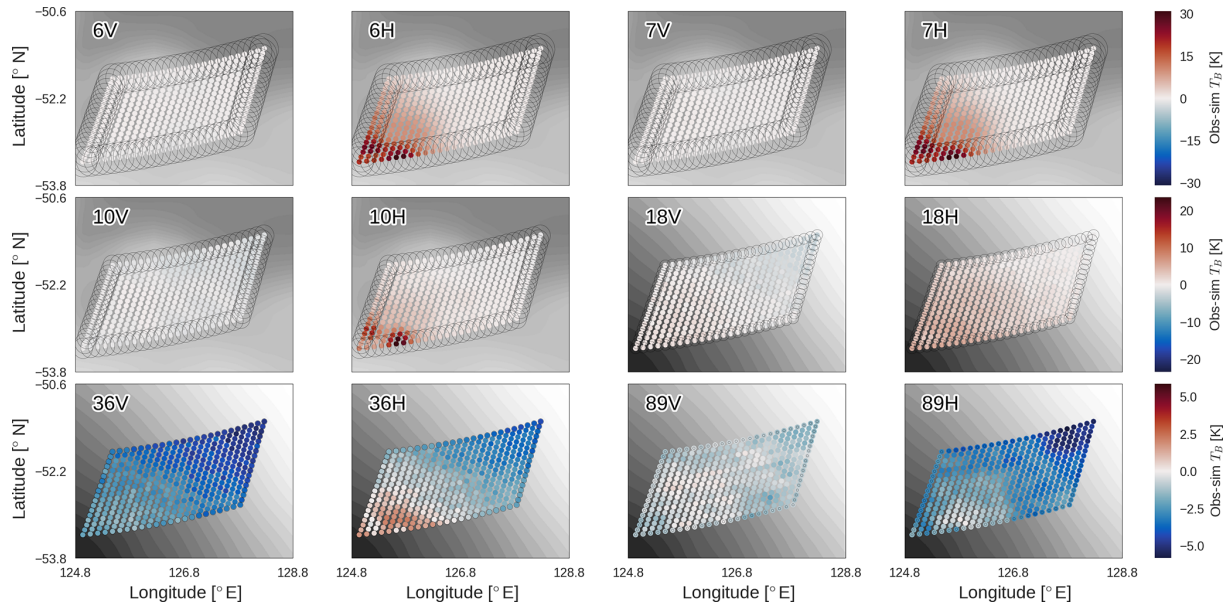 −50.6
6V
6H
7V
7H
30
15
0
−15
−30
Obs-sim T_B [K]
Latitude [° N]
−52.2
−53.8
−50.6
10V
10H
18V
18H
20
10
0
−10
−20
Obs-sim T_B [K]
Latitude [° N]
−52.2
−53.8
−50.6
36V
36H
89V
89H
5.0
2.5
0.0
−2.5
−5.0
Obs-sim T_B [K]
Latitude [° N]
−52.2
−53.8
124.8 126.8 128.8 124.8 126.8 128.8 124.8 126.8 128.8 124.8 126.8 128.8
Longitude [° E] Longitude [° E] Longitude [° E] Longitude [° E]